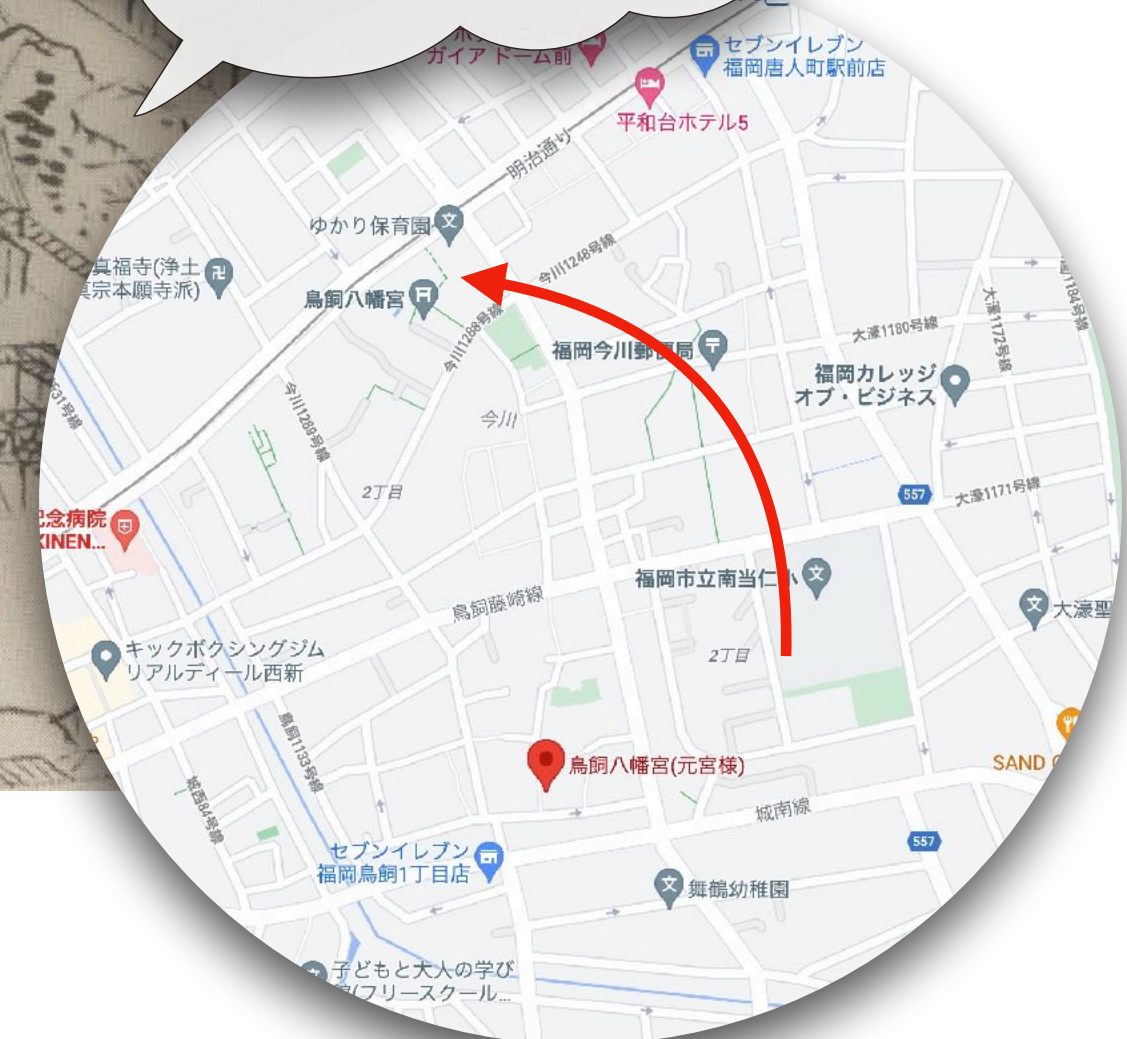 ガイアドーム前
セブンイレブン
福岡唐人町駅前店
平和台ホテル5
明治通り
ゆかり保育園
真福寺(浄土
真宗本願寺派)
鳥飼八幡宮
今川1248号線
今川1288号線
福岡今川郵便局
大濠1180号線
大濠1172号線
1184号線
福岡カレッジ
オブ・ビジネス
今川
今川1289号線
531号線
2丁目
557
大濠1171号線
記念病院
KINEN...
福岡市立南当仁小
鳥飼藤崎線
大濠聖
2丁目
キックボクシングジム
リアルディール西新
鳥飼1133号線
鳥飼八幡宮(元宮様)
SAND
城西84号線
城南線
557
セブンイレブン
福岡鳥飼1丁目店
舞鶴幼稚園
子どもと大人の学び
(フリースクール...